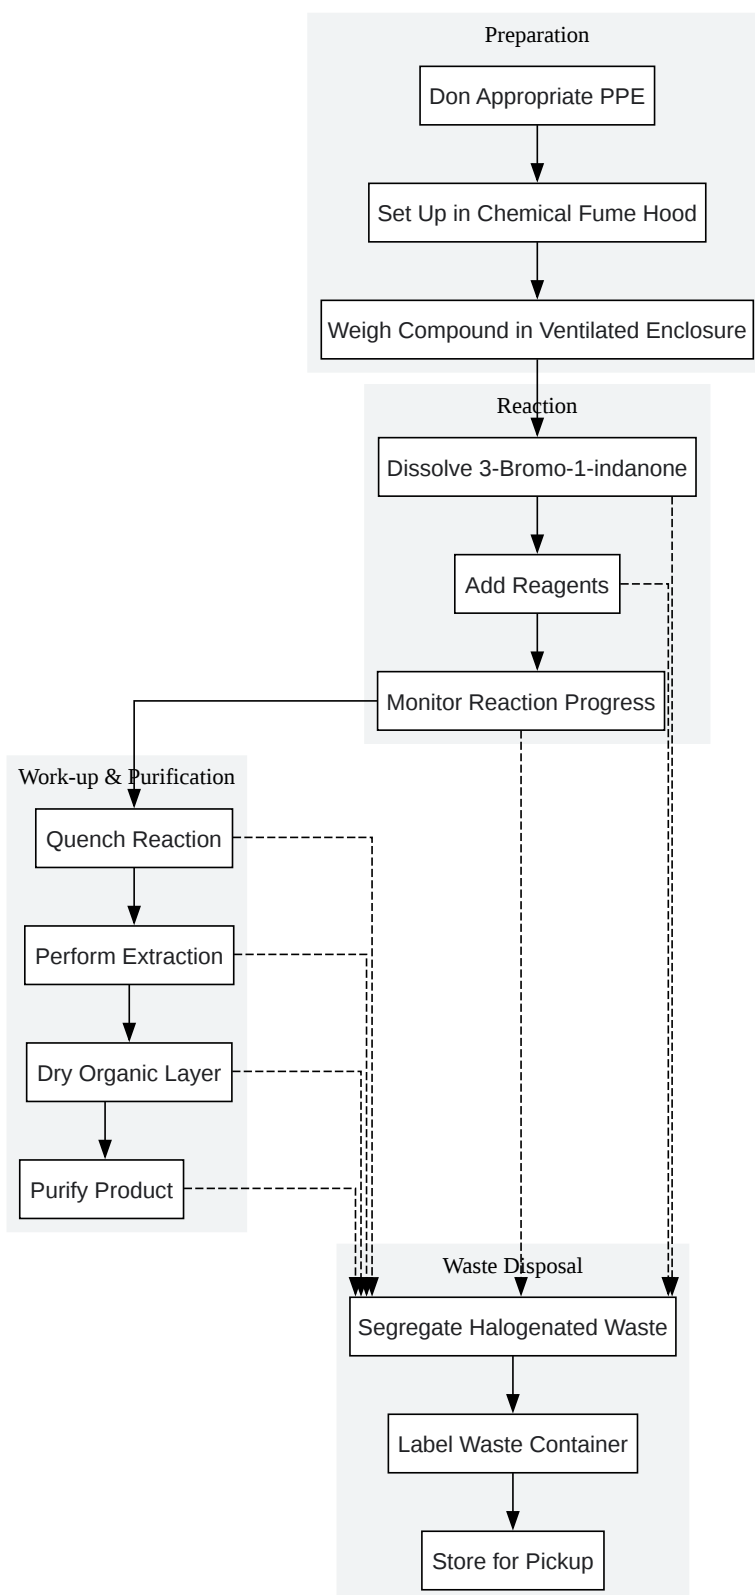 Preparation
Don Appropriate PPE
Set Up in Chemical Fume Hood
Weigh Compound in Ventilated Enclosure
Reaction
Dissolve 3-Bromo-1-indanone
Add Reagents
Monitor Reaction Progress
Work-up & Purification
Quench Reaction
Perform Extraction
Dry Organic Layer
Purify Product
Waste Disposal
Segregate Halogenated Waste
Label Waste Container
Store for Pickup